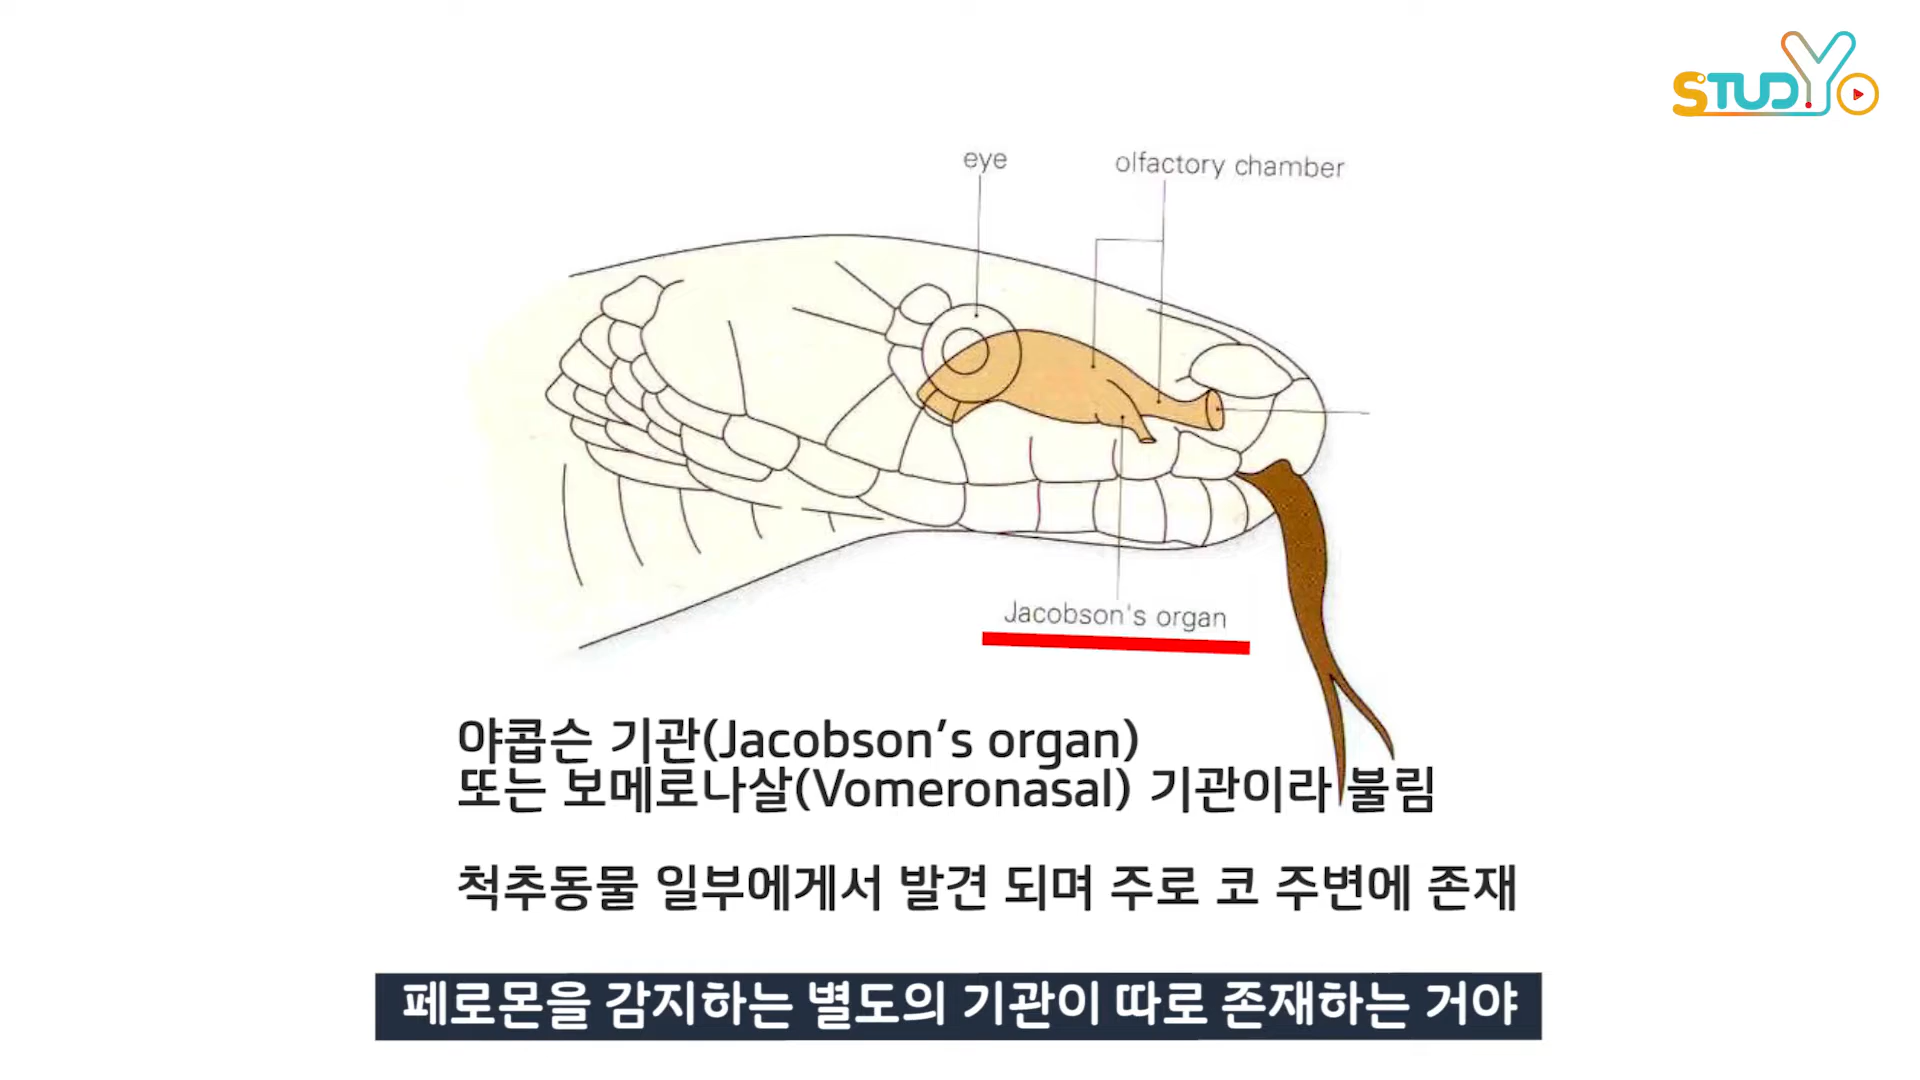 STUDYO
eye
olfactory chamber
Jacobson's organ
야콥슨 기관(Jacobson’s organ)
또는 보메로나살(Vomeronasal) 기관이라 불림
척추동물 일부에게서 발견 되며 주로 코 주변에 존재
페로몬을 감지하는 별도의 기관이 따로 존재하는 거야